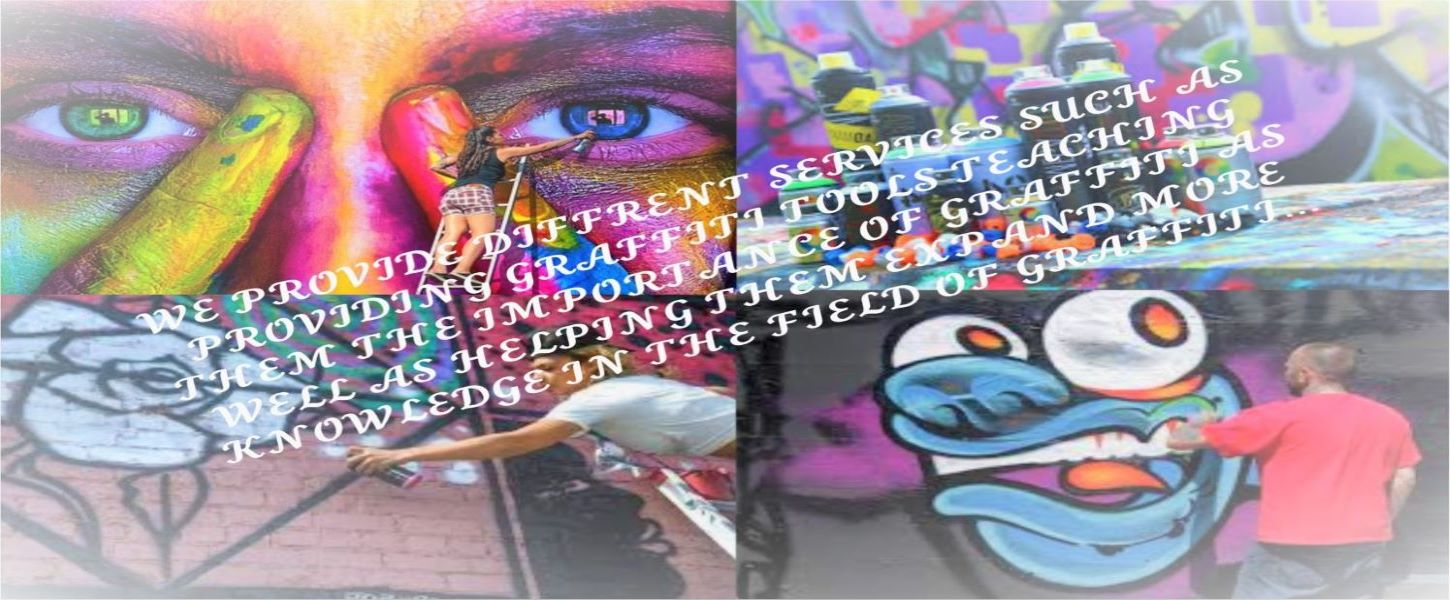 WE PROVIDE DIFFRENT SERVICES SUCH AS
PROVIDING GRAFFITI TOOLS TEACHING
THEM THE IMPORTANCE OF GRAFFITI AS
WELL AS HELPING THEM EXPAND MORE
KNOWLEDGE IN THE FIELD OF GRAFFITI...